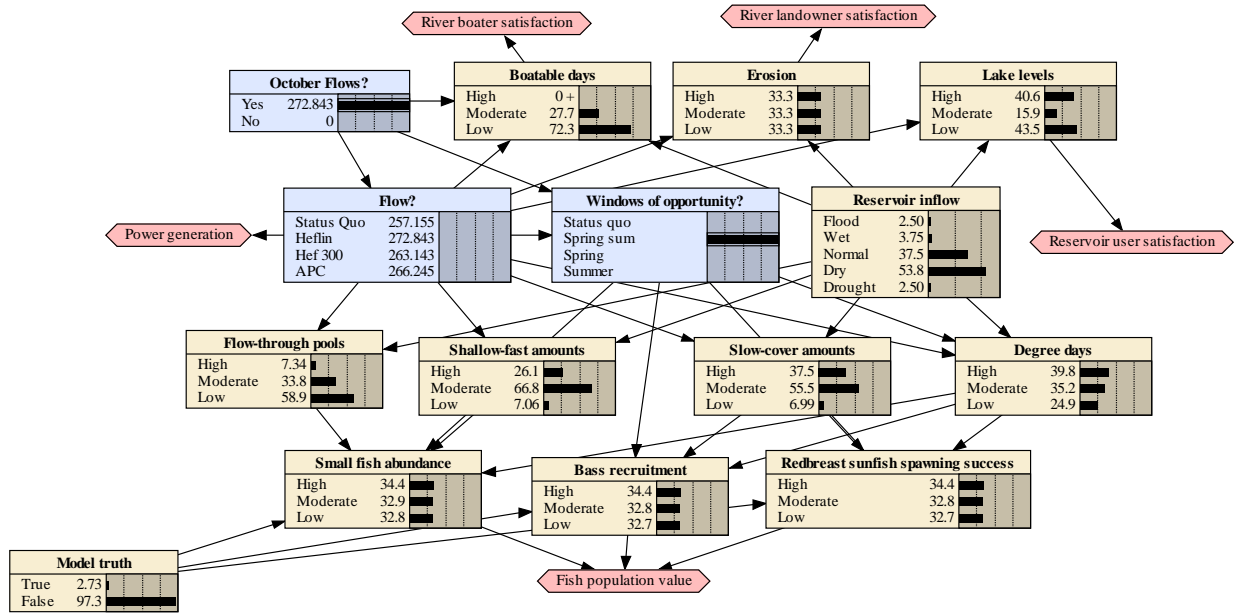 River boater satisfaction
River landowner satisfaction
October Flows?
Yes 272.843
No 0
Boatable days
High 0 +
Moderate 27.7
Low 72.3
Erosion
High 33.3
Moderate 33.3
Low 33.3
Lake levels
High 40.6
Moderate 15.9
Low 43.5
Power generation
Flow?
Status Quo 257.155
Heflin 272.843
Hef 300 263.143
APC 266.245
Windows of opportunity?
Status quo
Spring sum
Spring
Summer
Reservoir inflow
Flood 2.50
Wet 3.75
Normal 37.5
Dry 53.8
Drought 2.50
Reservoir user satisfaction
Flow-through pools
High 7.34
Moderate 33.8
Low 58.9
Shallow-fast amounts
High 26.1
Moderate 66.8
Low 7.06
Slow-cover amounts
High 37.5
Moderate 55.5
Low 6.99
Degree days
High 39.8
Moderate 35.2
Low 24.9
Small fish abundance
High 34.4
Moderate 32.9
Low 32.8
Bass recruitment
High 34.4
Moderate 32.8
Low 32.7
Redbreast sunfish spawning success
High 34.4
Moderate 32.8
Low 32.7
Model truth
True 2.73
False 97.3
Fish population value